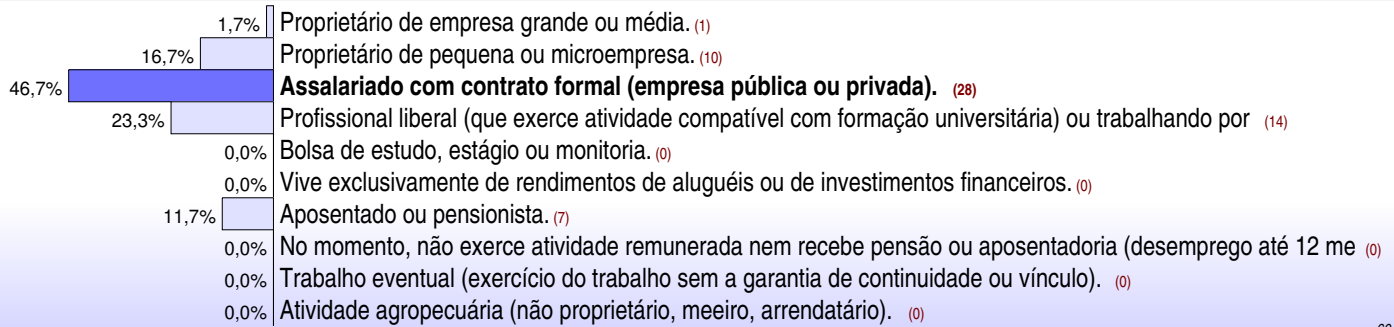 1,7% Proprietário de empresa grande ou média. (1)
16,7% Proprietário de pequena ou microempresa. (10)
46,7% Assalariado com contrato formal (empresa pública ou privada). (28)
23,3% Profissional liberal (que exerce atividade compatível com formação universitária) ou trabalhando por (14)
0,0% Bolsa de estudo, estágio ou monitoria. (0)
0,0% Vive exclusivamente de rendimentos de aluguéis ou de investimentos financeiros. (0)
11,7% Aposentado ou pensionista. (7)
0,0% No momento, não exerce atividade remunerada nem recebe pensão ou aposentadoria (desemprego até 12 me (0)
0,0% Trabalho eventual (exercício do trabalho sem a garantia de continuidade ou vínculo). (0)
0,0% Atividade agropecuária (não proprietário, meeiro, arrendatário). (0)